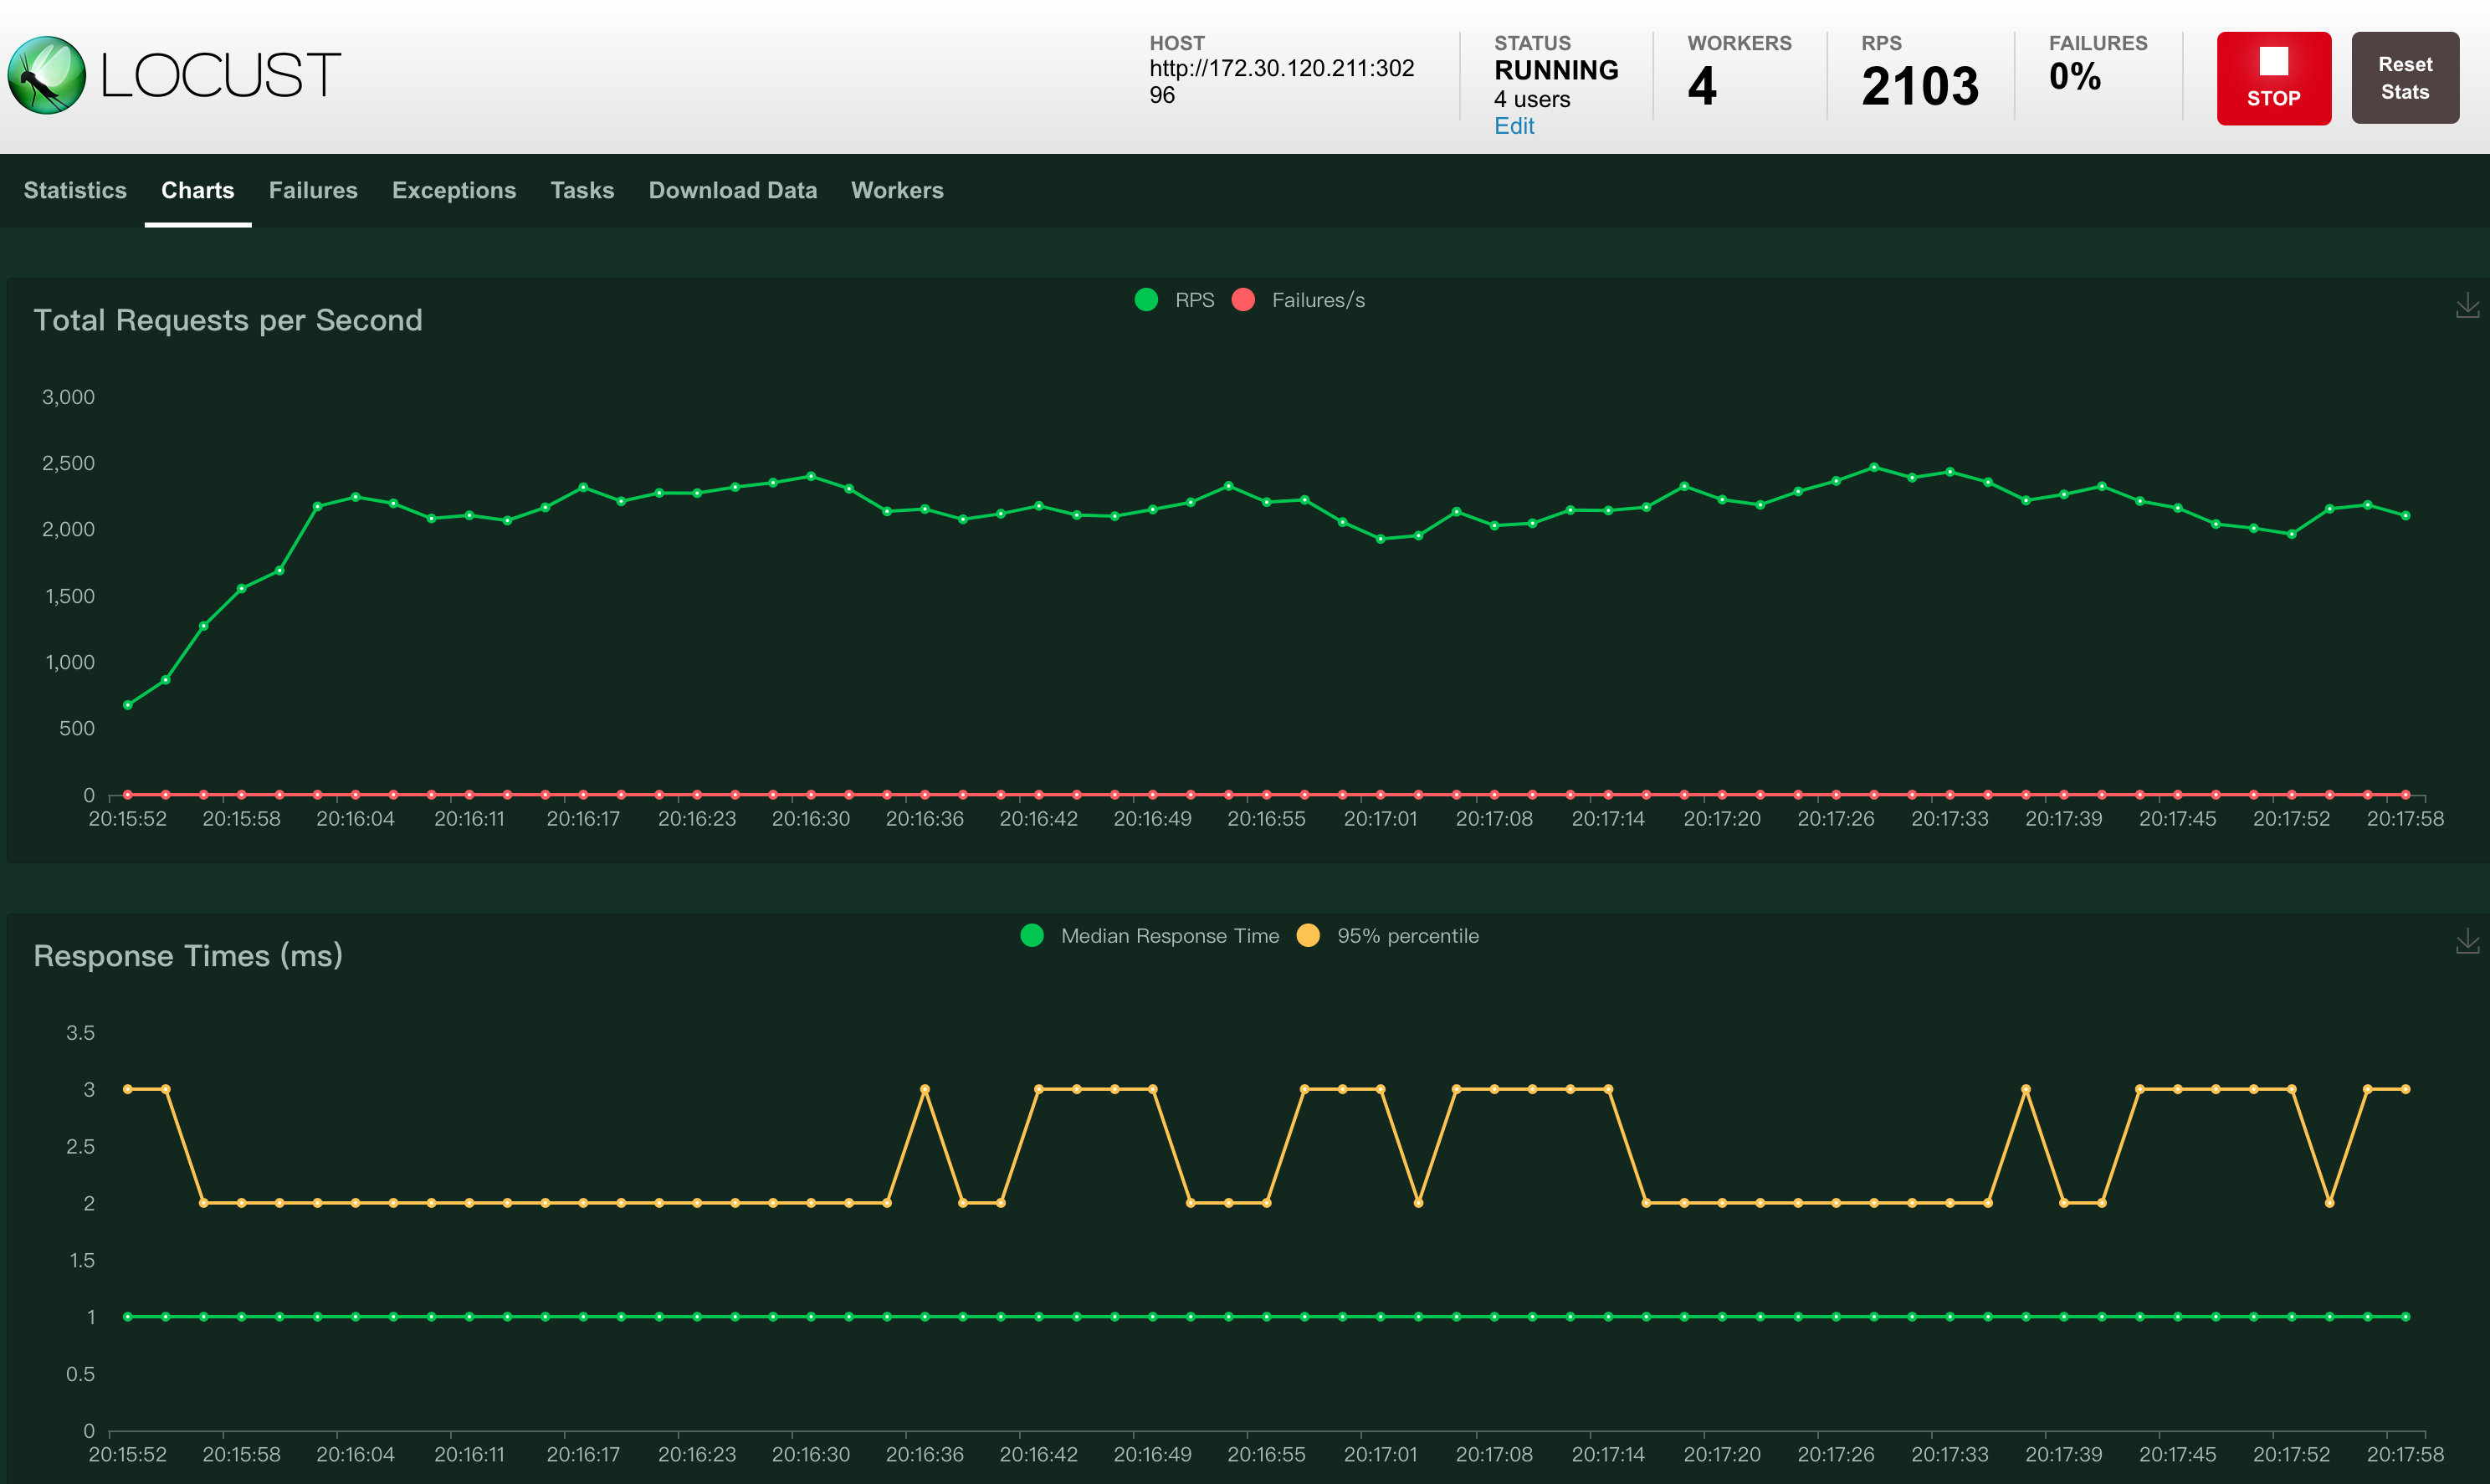 LOCUST
HOST
http://172.30.120.211:302
96
STATUS
RUNNING
4 users
Edit
WORKERS
4
RPS
2103
FAILURES
0%
STOP
Reset
Stats
Statistics Charts Failures Exceptions Tasks Download Data Workers
Total Requests per Second
RPS Failures/s
3,000
2,500
2,000
1,500
1,000
500
0
20:15:52 20:15:58 20:16:04 20:16:11 20:16:17 20:16:23 20:16:30 20:16:36 20:16:42 20:16:49 20:16:55 20:17:01 20:17:08 20:17:14 20:17:20 20:17:26 20:17:33 20:17:39 20:17:45 20:17:52 20:17:58
Response Times (ms)
Median Response Time 95% percentile
3.5
3
2.5
2
1.5
1
0.5
0
20:15:52 20:15:58 20:16:04 20:16:11 20:16:17 20:16:23 20:16:30 20:16:36 20:16:42 20:16:49 20:16:55 20:17:01 20:17:08 20:17:14 20:17:20 20:17:26 20:17:33 20:17:39 20:17:45 20:17:52 20:17:58